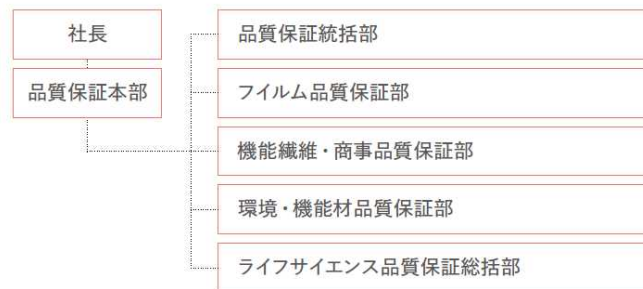 社長
品質保証本部
品質保証統括部
フイルム品質保証部
機能繊維・商事品質保証部
環境・機能材品質保証部
ライフサイエンス品質保証総括部